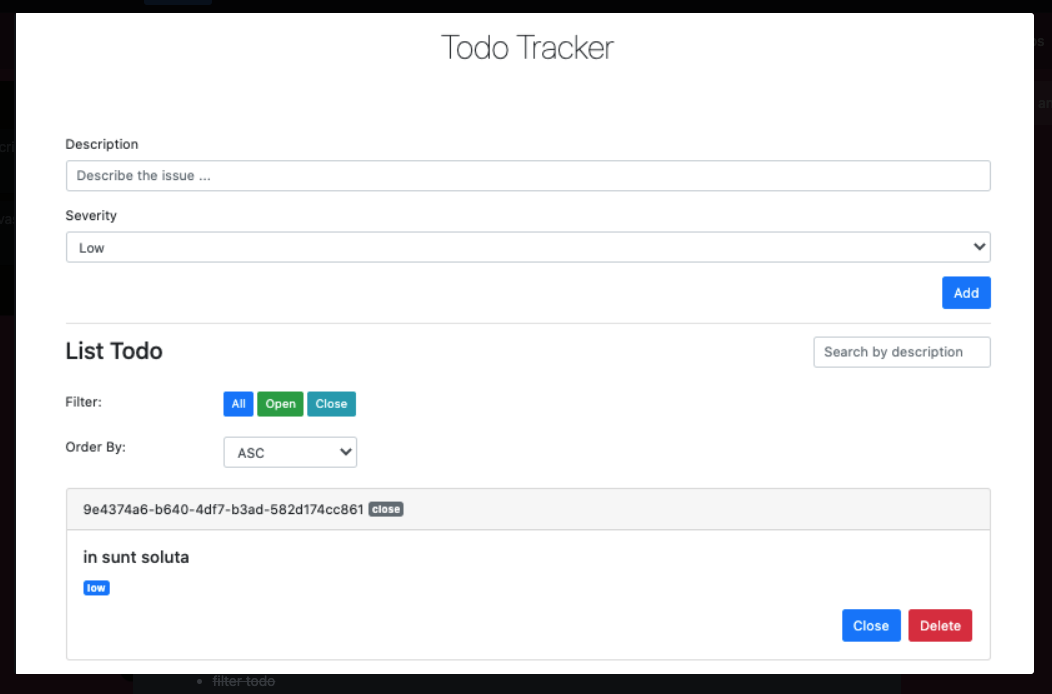 Todo Tracker
Description
Describe the issue ...
Severity
Low
Add
List Todo
Search by description
Filter:
All Open Close
Order By:
ASC
9e4374a6-b640-4df7-b3ad-582d174cc861 close
in sunt soluta
low
Close Delete
filter todo